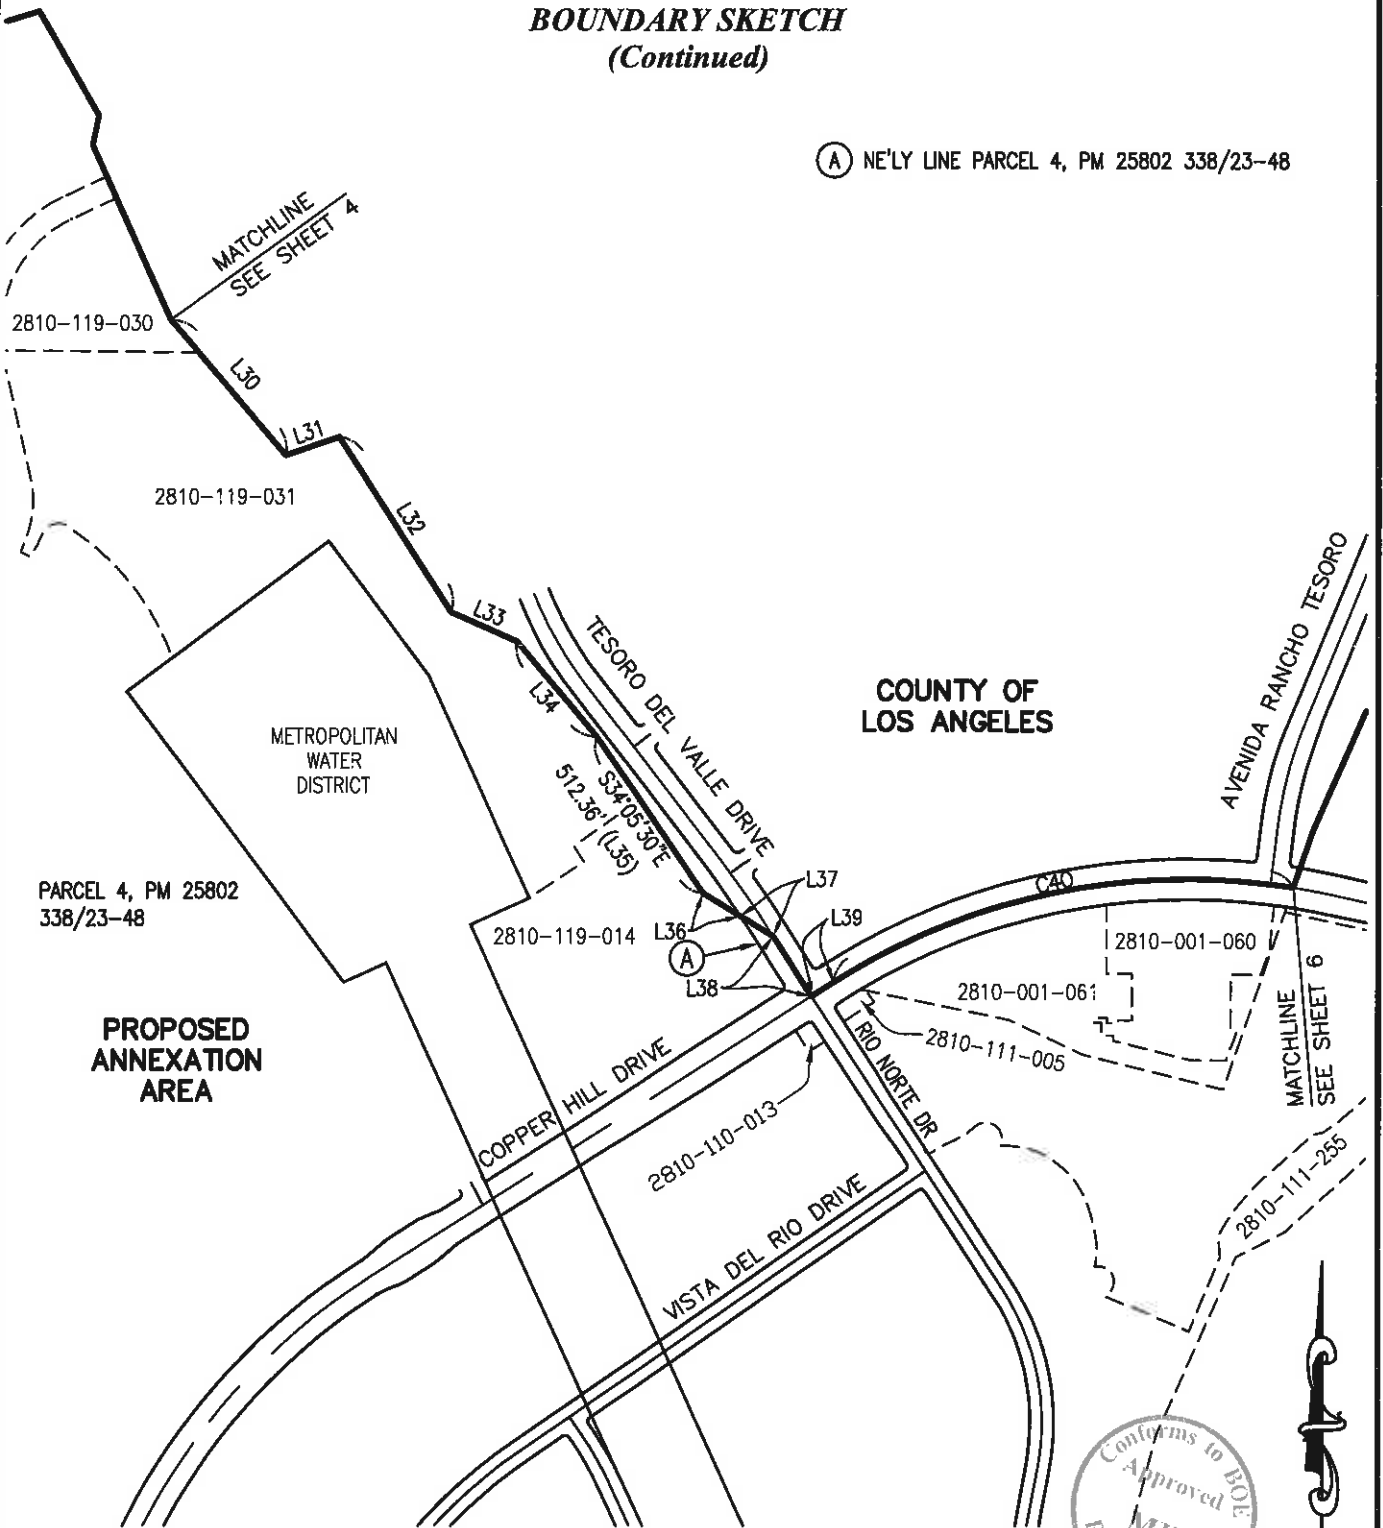 BOUNDARY SKETCH
(Continued)
A NE'LY LINE PARCEL 4, PM 25802 338/23-48
MATCHLINE
SEE SHEET 4
2810-119-030
L30
L31
2810-119-031
L32
L33
TESORO DEL VALLE DRIVE
AVENIDA RANCHO TESORO
L34
COUNTY OF
LOS ANGELES
METROPOLITAN
WATER
DISTRICT
S34°05'30"E
512.36' (L35)
PARCEL 4, PM 25802
338/23-48
L37
C40
L39
L36
2810-119-014
A
L38
2810-001-060
2810-001-061
2810-111-005
MATCHLINE
SEE SHEET 6
PROPOSED
ANNEXATION
AREA
RIO NORTE DR
COPPER HILL DRIVE
2810-110-013
2810-111-255
VISTA DEL RIO DRIVE
Conforms to BOE
Approved